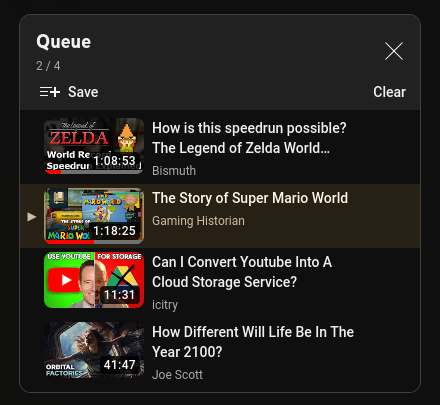 Queue
2 / 4
Save
Clear
The Legend of
ZELDA
World Re
Speedrun
1:08:53
How is this speedrun possible?
The Legend of Zelda World...
Bismuth
MARIO WORLD
THE STORY OF
SUPER
MARIO WO
1:18:25
The Story of Super Mario World
Gaming Historian
USE YOUTUBE FOR STORAGE
11:31
Can I Convert Youtube Into A
Cloud Storage Service?
icitry
ORBITAL
FACTORIES
41:47
How Different Will Life Be In The
Year 2100?
Joe Scott